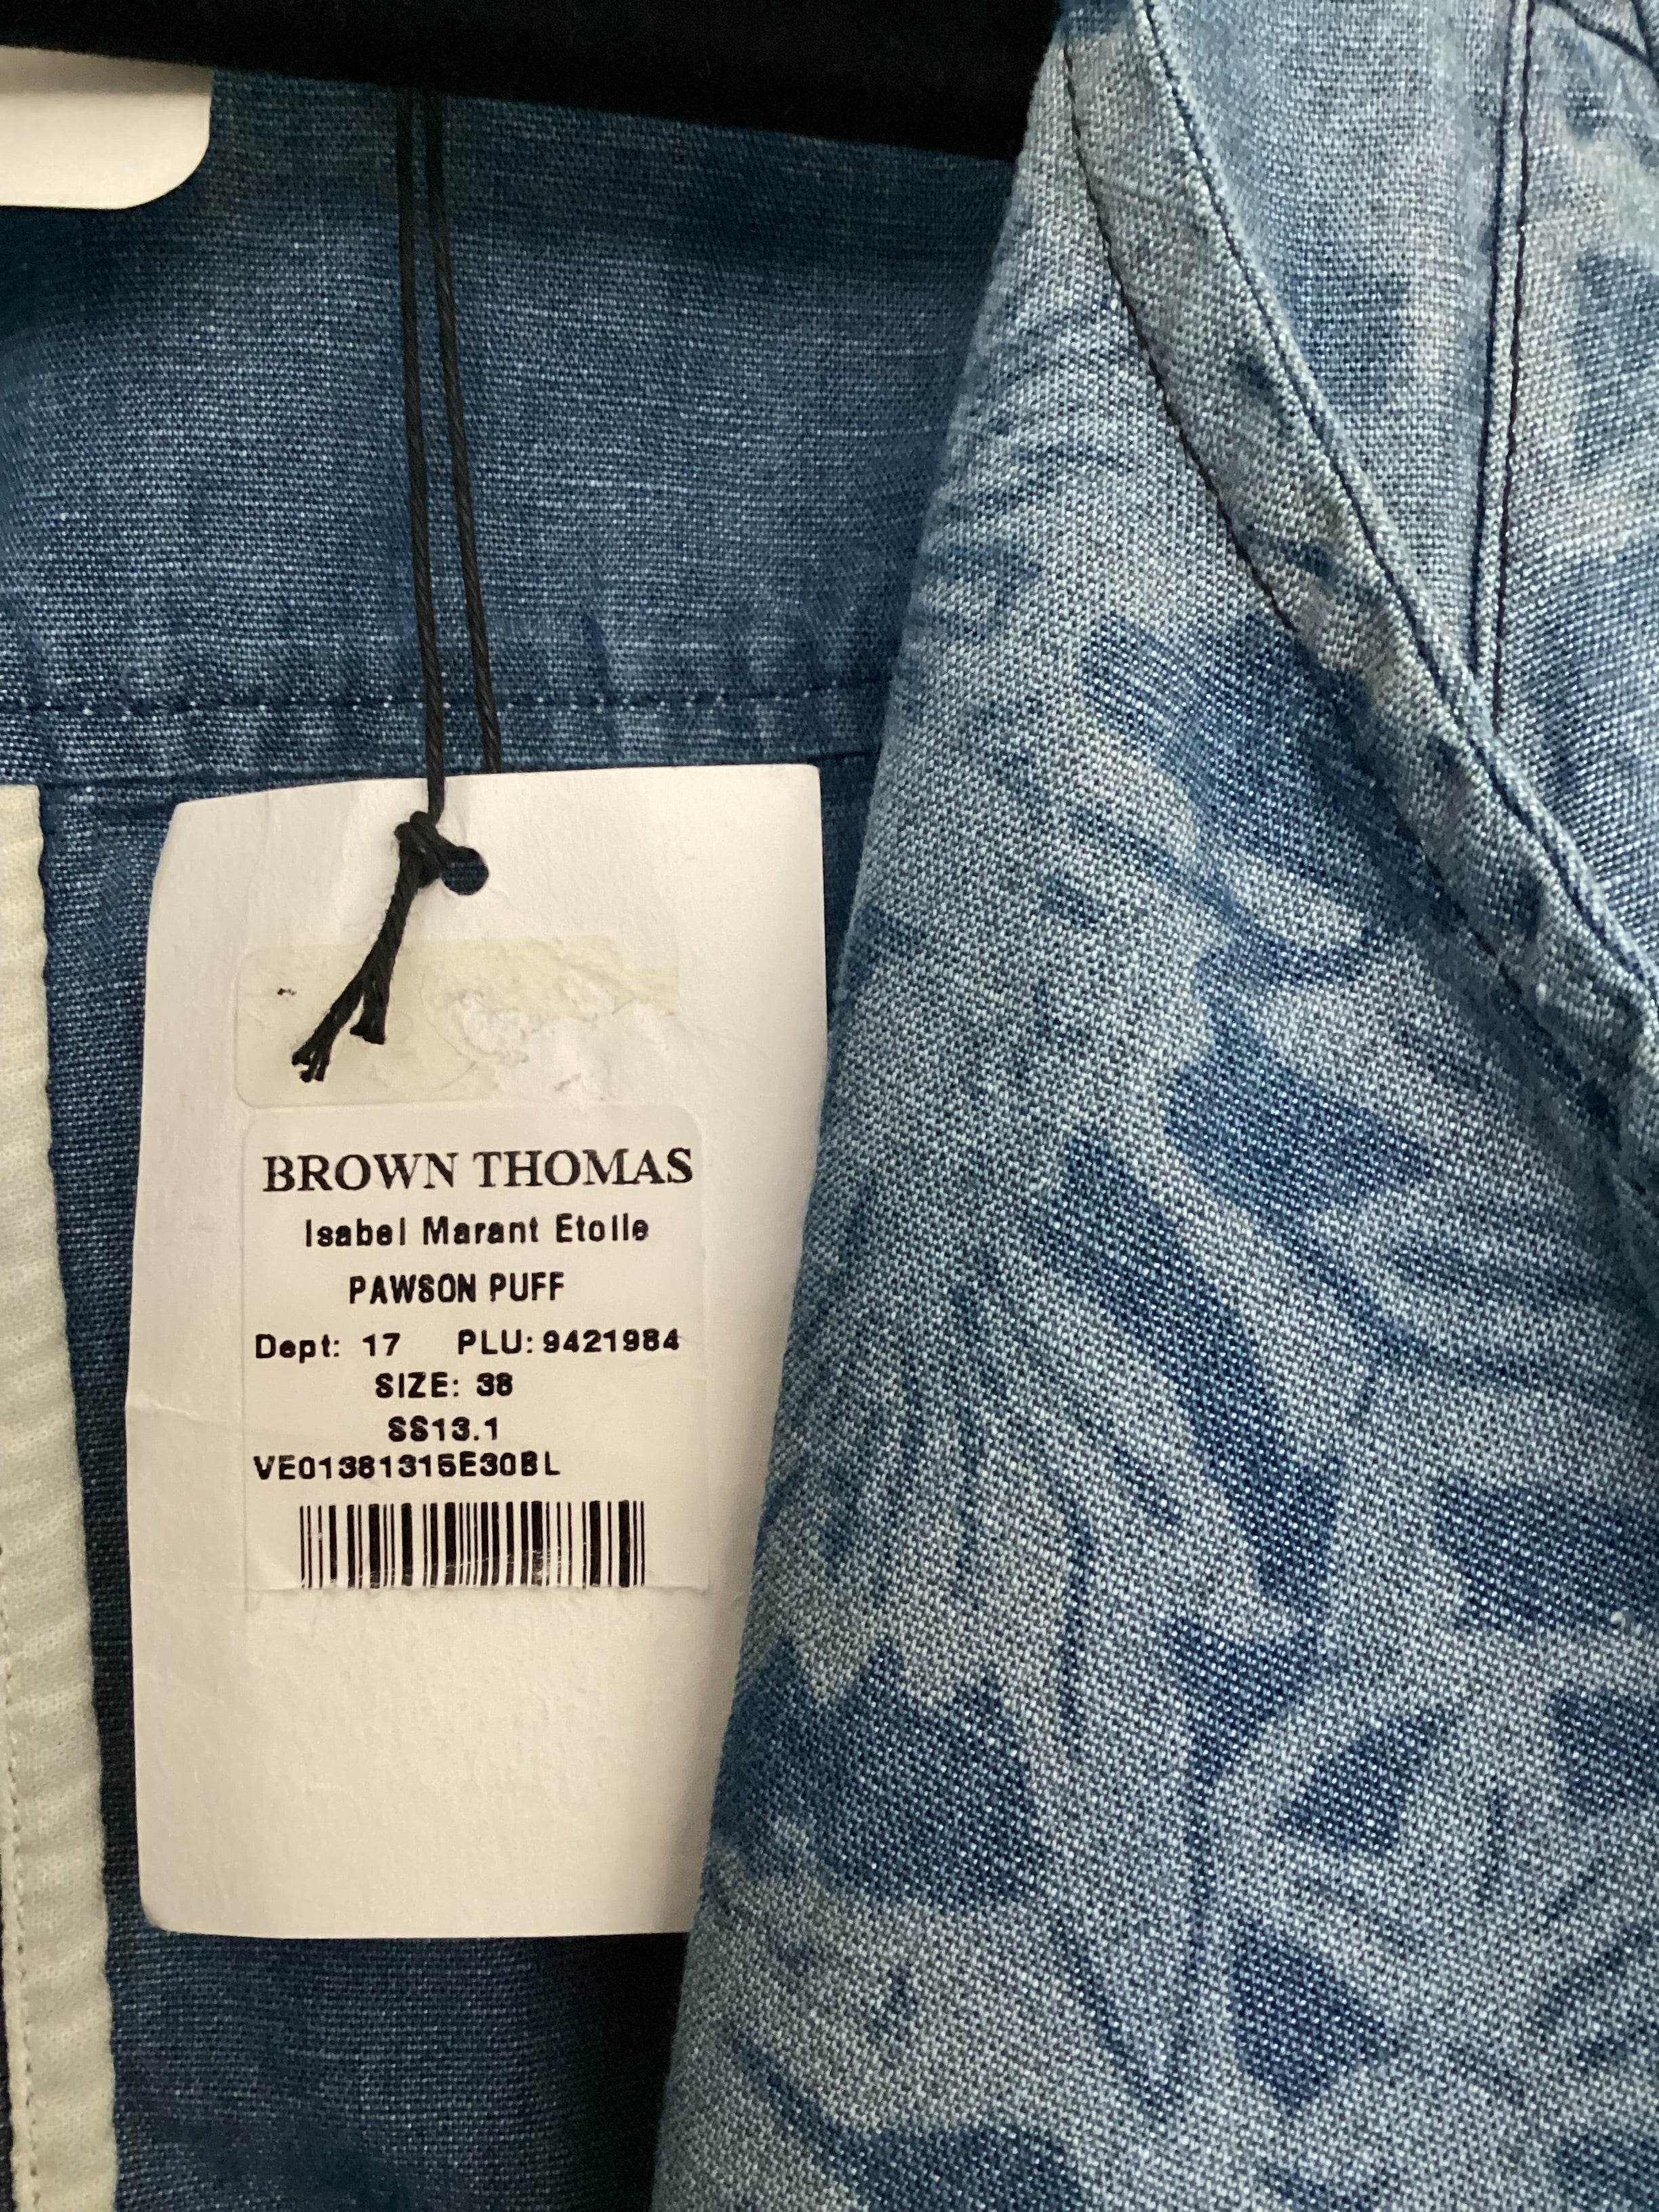 BROWN THOMAS
Isabel Marant Etoile
PAWSON PUFF
Dept: 17 PLU: 9421984
SIZE: 38
SS13.1
VE01381315E30BL